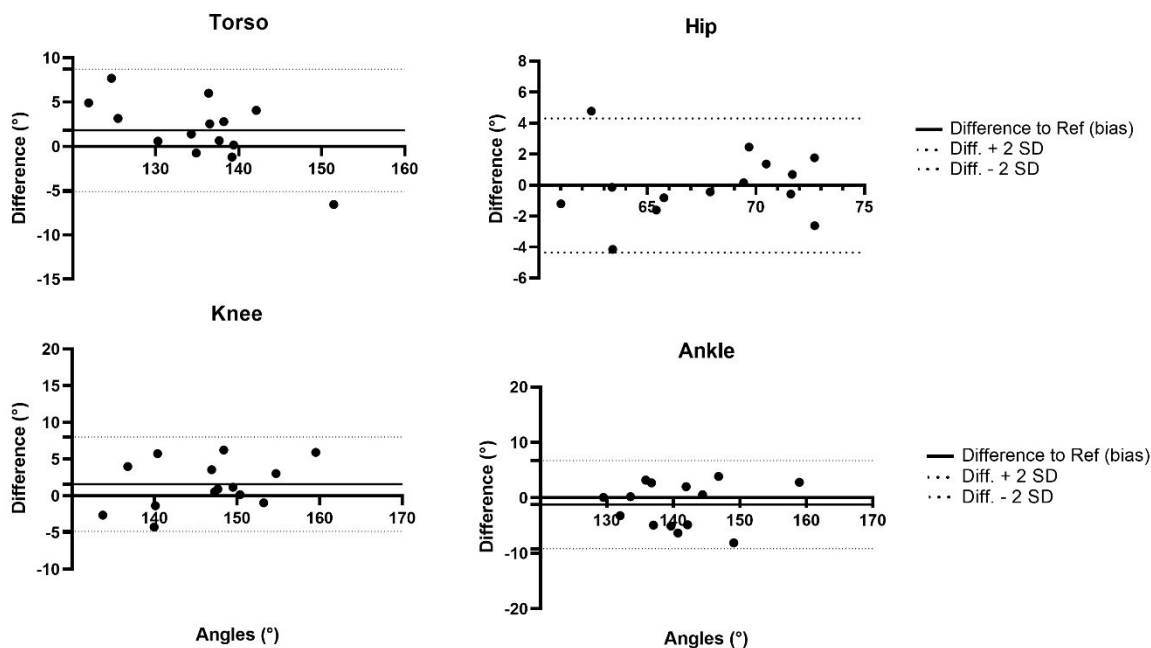 Torso
10
5
0
-5
-10
-15
130 140 150 160
Difference (°)
Hip
8
6
4
2
0
-2
-4
-6
65 70 75
Difference (°)
Difference to Ref (bias)
Diff. + 2 SD
Diff. - 2 SD
Knee
20
15
10
5
0
-5
-10
140 150 160 170
Difference (°)
Angles (°)
Ankle
20
10
0
-10
-20
130 140 150 160 170
Difference (°)
Angles (°)
Difference to Ref (bias)
Diff. + 2 SD
Diff. - 2 SD